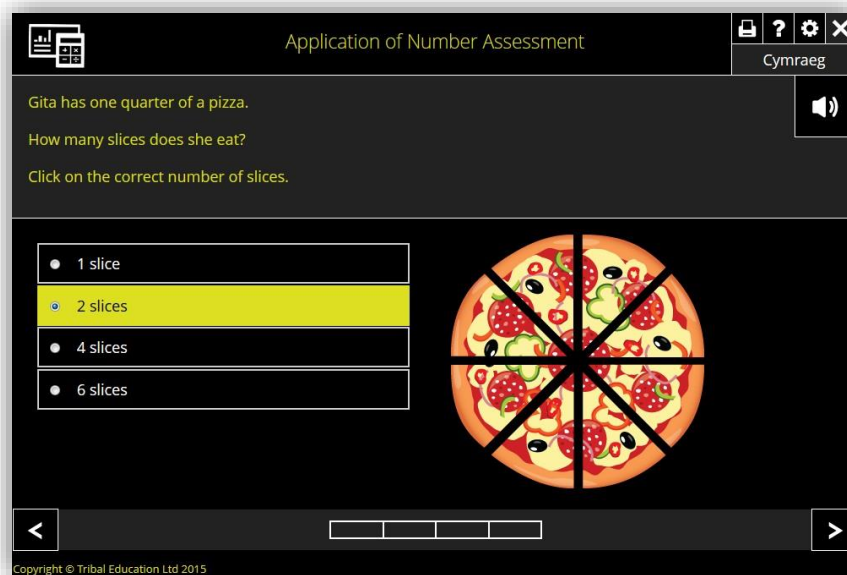 Application of Number Assessment
?
Cymraeg
Gita has one quarter of a pizza.
How many slices does she eat?
Click on the correct number of slices.
1 slice
2 slices
4 slices
6 slices
<
>
Copyright © Tribal Education Ltd 2015